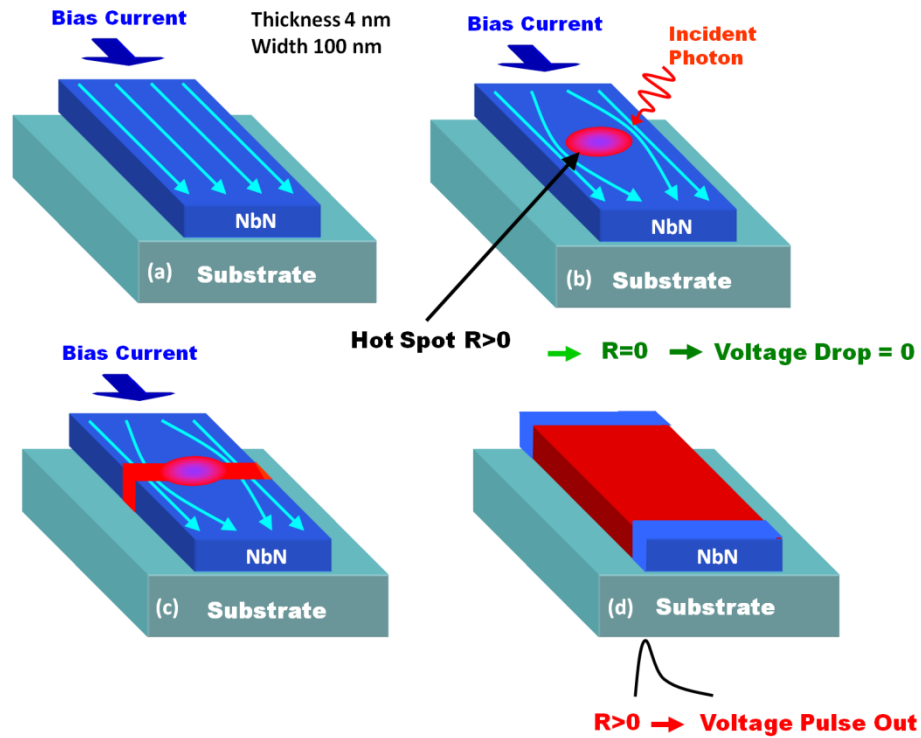 Bias Current
Thickness 4 nm
Width 100 nm
NbN
(a) Substrate
Bias Current
Incident
Photon
NbN
(b) Substrate
Hot Spot R>0
R=0 Voltage Drop = 0
Bias Current
NbN
(c) Substrate
NbN
(d) Substrate
R>0 Voltage Pulse Out